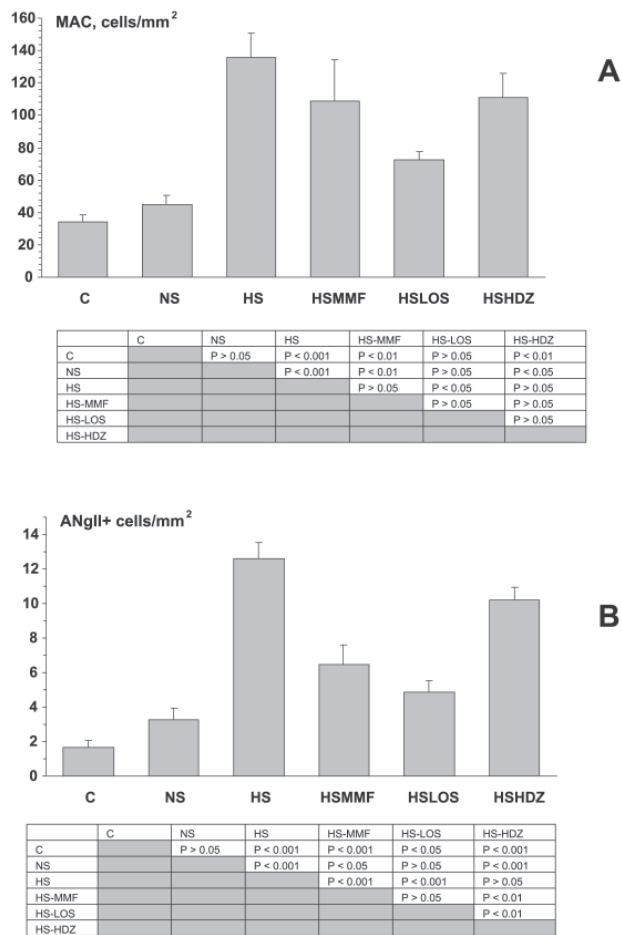 MAC, cells/mm²
A
160
140
120
100
80
60
40
20
0
C NS HS HSMMF HSLOS HSHDZ
C NS HS HS-MMF HS-LOS HS-HDZ
C P > 0.05 P < 0.001 P < 0.01 P > 0.05 P < 0.01
NS P < 0.001 P < 0.01 P > 0.05 P > 0.05
HS P > 0.05 P < 0.05 P > 0.05
HS-MMF P > 0.05 P > 0.05
HS-LOS P > 0.05
HS-HDZ
ANgII+ cells/mm²
B
14
12
10
8
6
4
2
0
C NS HS HSMMF HSLOS HSHDZ
C NS HS HS-MMF HS-LOS HS-HDZ
C P > 0.05 P < 0.001 P < 0.001 P < 0.05 P < 0.001
NS P < 0.001 P < 0.05 P > 0.05 P < 0.001
HS P < 0.001 P < 0.001 P > 0.05
HS-MMF P > 0.05 P < 0.01
HS-LOS P < 0.01
HS-HDZ